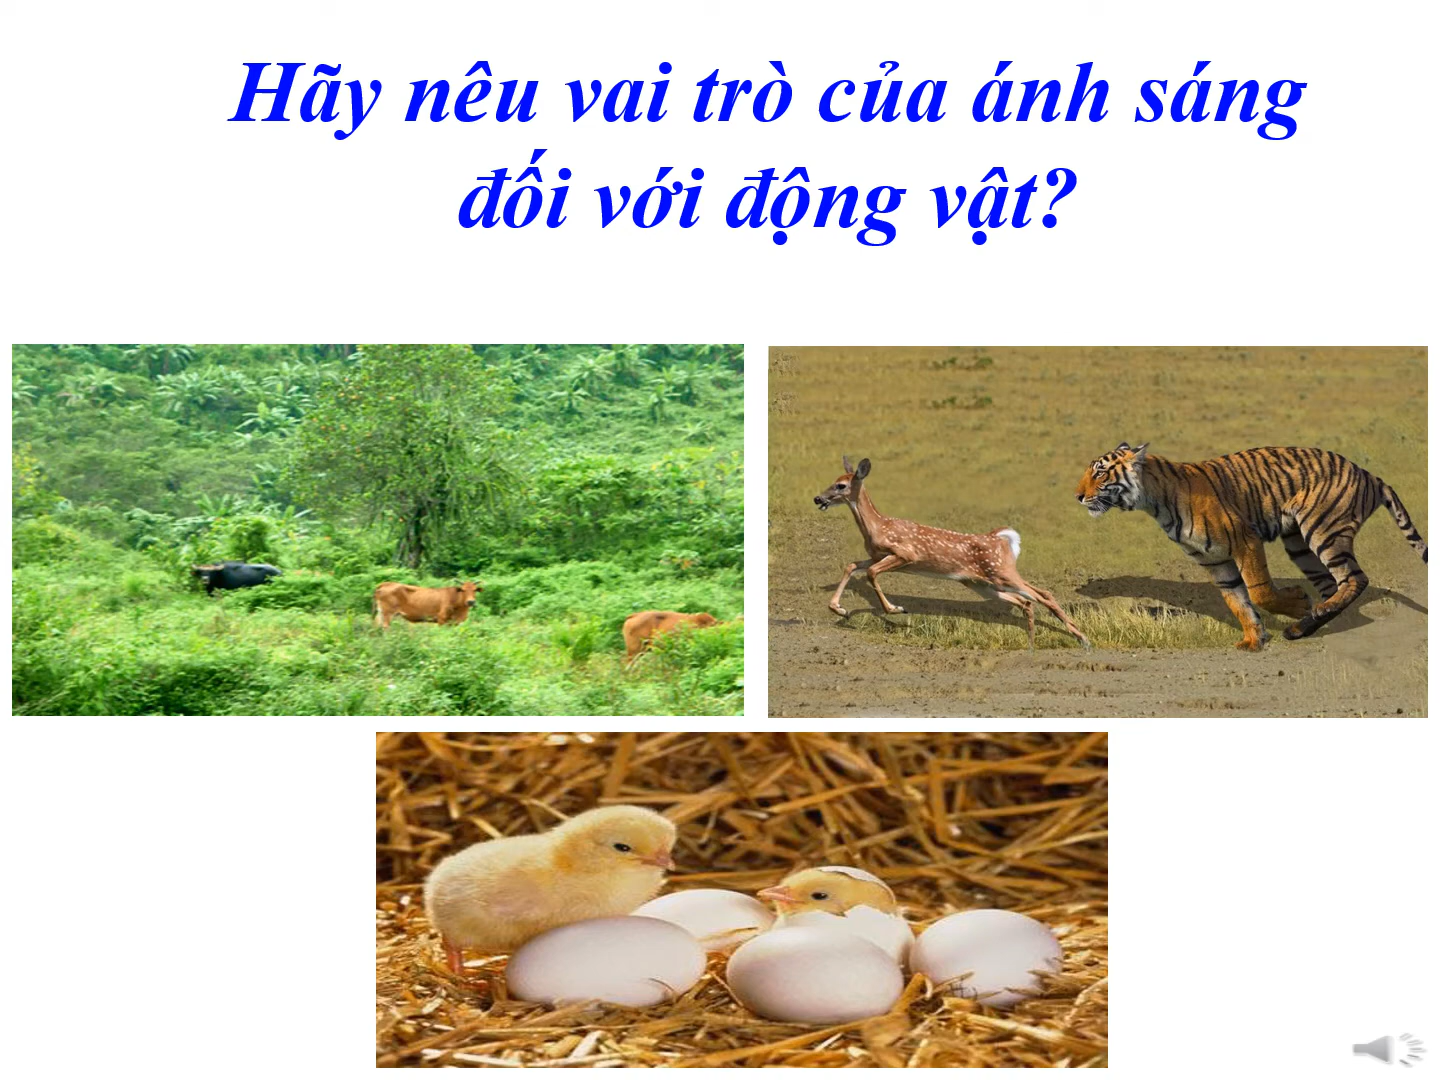 Hãy nêu vai trò của ánh sáng
đối với động vật?